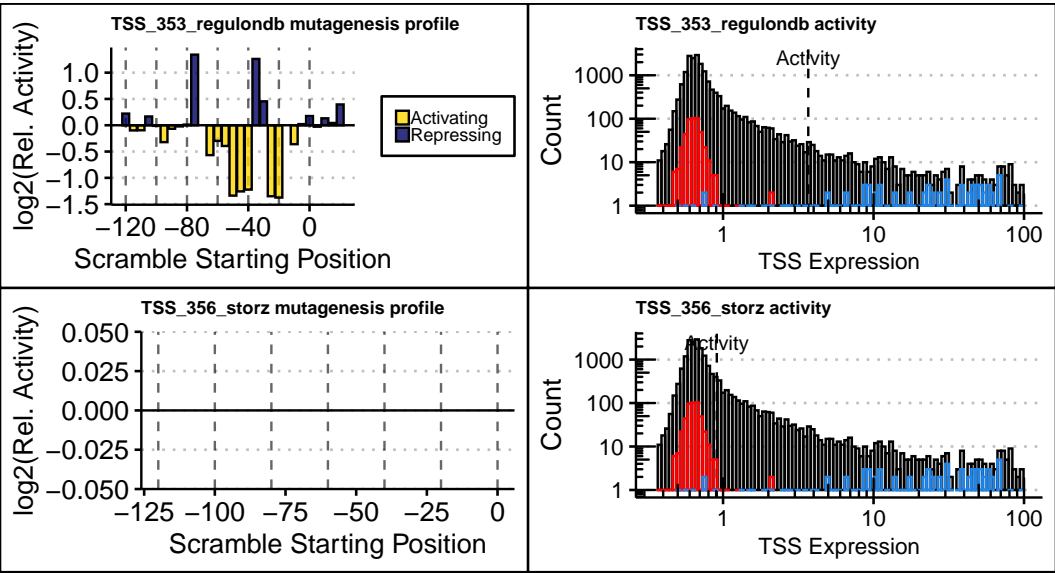 TSS_353_regulondb mutagenesis profile
log2(Rel. Activity)
1.0
0.5
0.0
−0.5
−1.0
−1.5
−120 −80 −40 0
Scramble Starting Position
Activating
Repressing
TSS_353_regulondb activity
Activity
Count
1000
100
10
1
1 10 100
TSS Expression
TSS_356_storz mutagenesis profile
log2(Rel. Activity)
0.050
0.025
0.000
−0.025
−0.050
−125 −100 −75 −50 −25 0
Scramble Starting Position
TSS_356_storz activity
Activity
Count
1000
100
10
1
1 10 100
TSS Expression